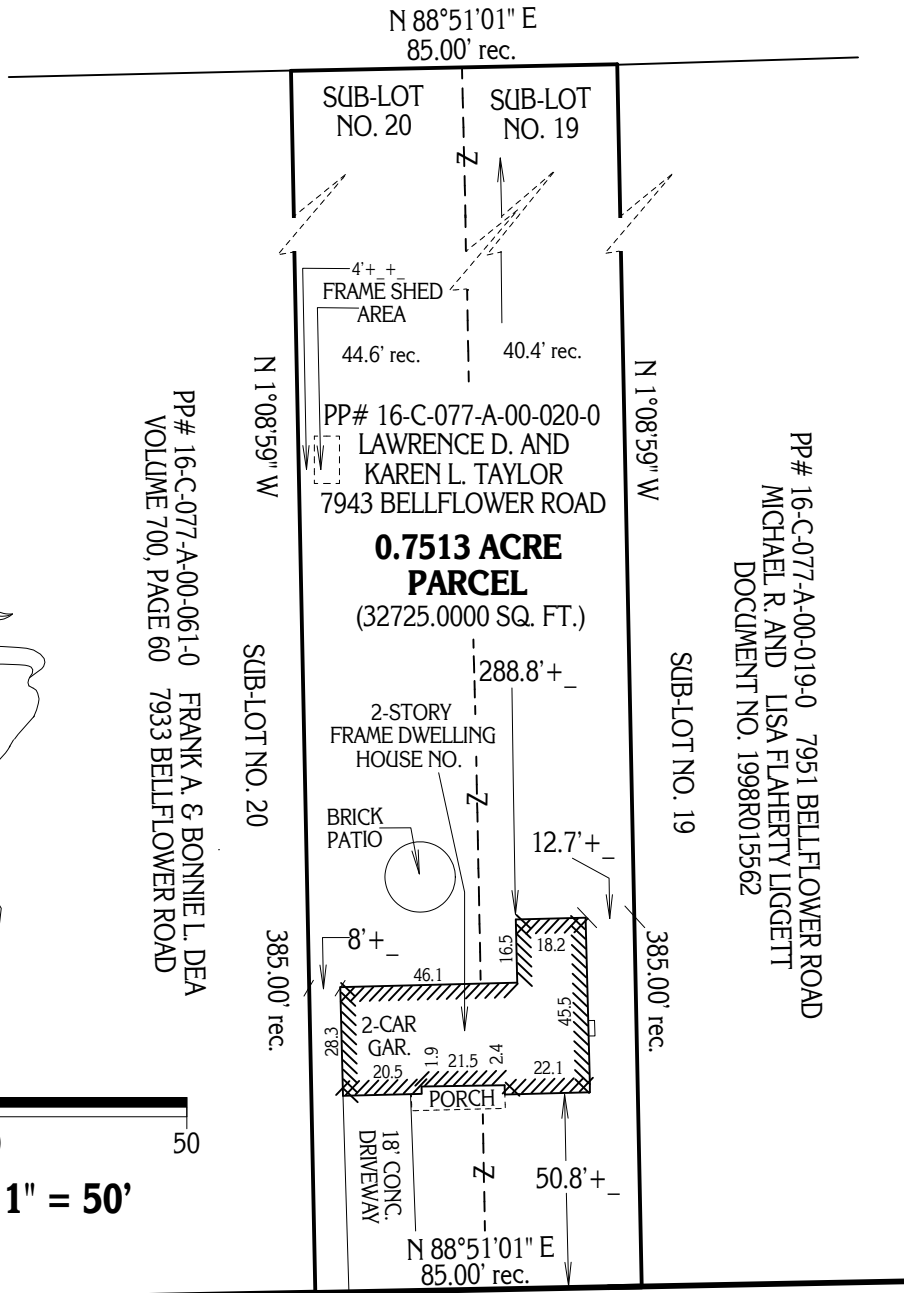 N 88°51'01" E
85.00' rec.
SUB-LOT
NO. 20
SUB-LOT
NO. 19
Z
4'+_+_
FRAME SHED
AREA
44.6' rec.
40.4' rec.
N 1°08'59" W
N 1°08'59" W
PP# 16-C-077-A-00-020-0
LAWRENCE D. AND
KAREN L. TAYLOR
7943 BELLFLOWER ROAD
0.7513 ACRE
PARCEL
(32725.0000 SQ. FT.)
PP# 16-C-077-A-00-061-0 FRANK A. & BONNIE L. DEA
VOLUME 700, PAGE 60 7933 BELLFLOWER ROAD
PP# 16-C-077-A-00-019-0 7951 BELLFLOWER ROAD
MICHAEL R. AND LISA FLAHERTY LIGGETT
DOCUMENT NO. 1998R015562
SUB-LOT NO. 20
SUB-LOT NO. 19
288.8'+_
2-STORY
FRAME DWELLING
HOUSE NO.
Z
BRICK
PATIO
12.7'+_
8'+_
385.00' rec.
385.00' rec.
46.1
16.5
18.2
28.3
45.5
2-CAR
GAR.
20.5
1.9
21.5
2.4
22.1
PORCH
18' CONC.
DRIVEWAY
Z
50.8'+_
50
1" = 50'
N 88°51'01" E
85.00' rec.